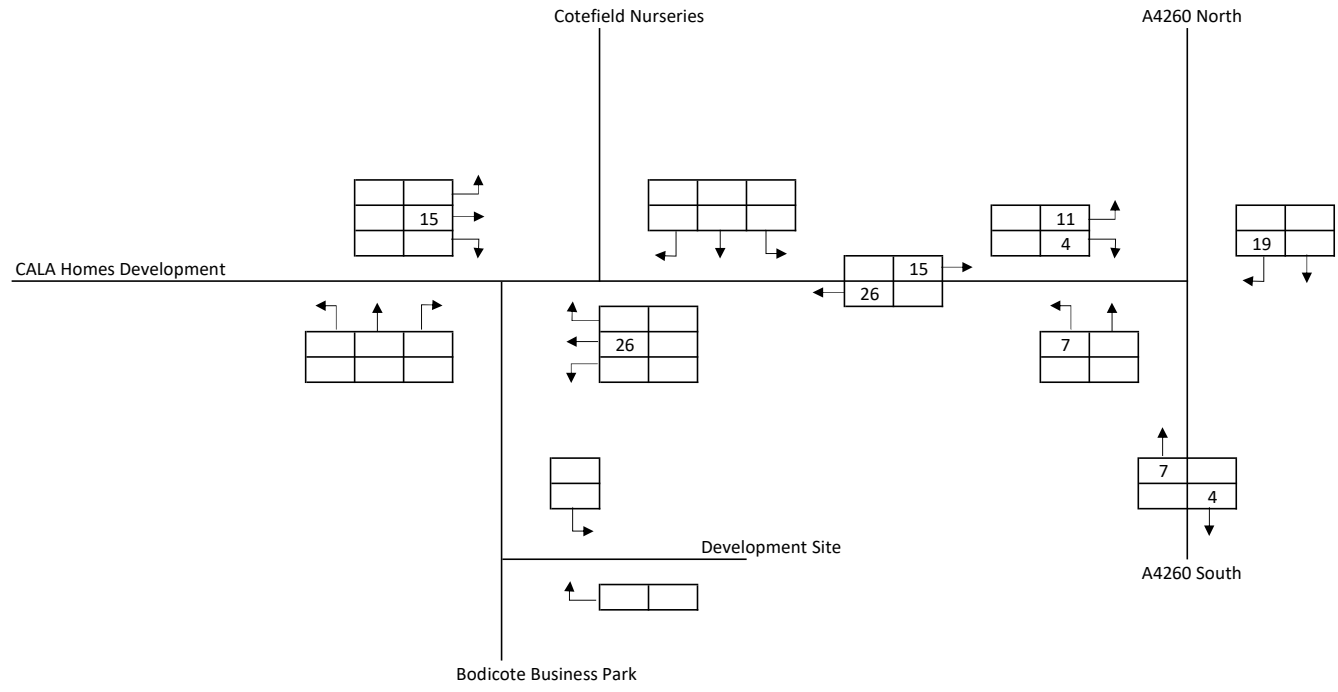 Cotefield Nurseries
A4260 North
15
11
4
19
CALA Homes Development
15
26
26
7
7
4
Development Site
A4260 South
Bodicote Business Park